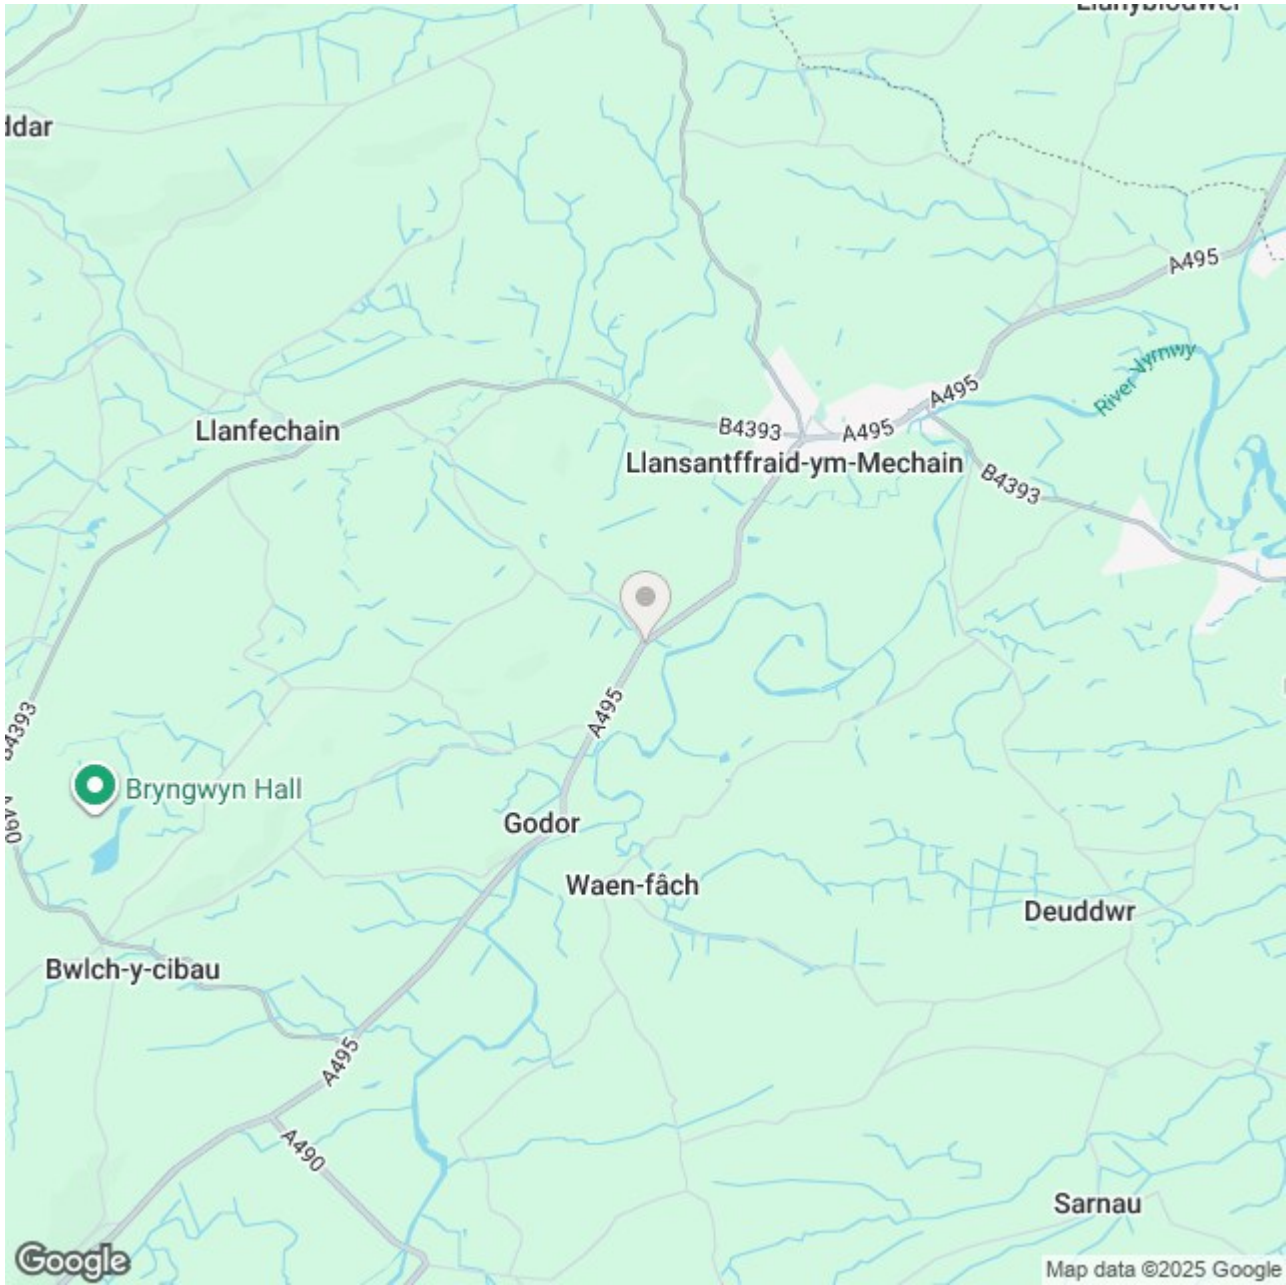 ddar
A495
River Vyrnwy
A495
B4393
A495
Llanfechain
Llansantffraid-ym-Mechain
B4393
A495
B4393
Bryngwyn Hall
A490
Godor
Waen-fâch
Deuddwr
Bwlch-y-cibau
A495
A490
Sarnau
Google
Map data ©2025 Google